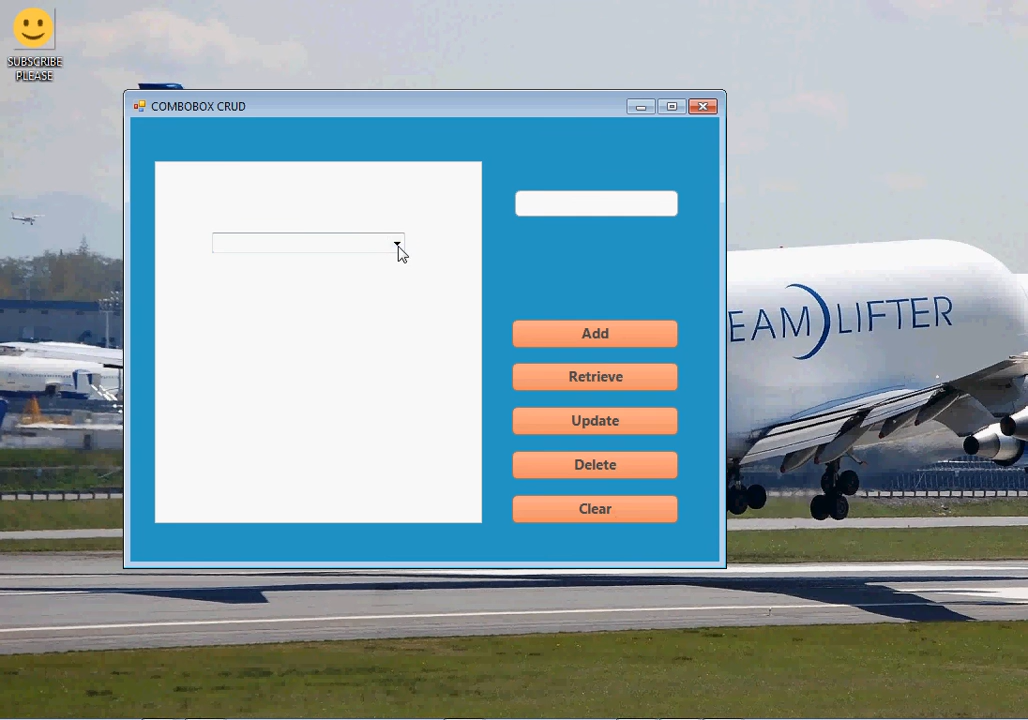 SUBSCRIBE
PLEASE
COMBOBOX CRUD
EAM LIFTER
Add
Retrieve
Update
Delete
Clear